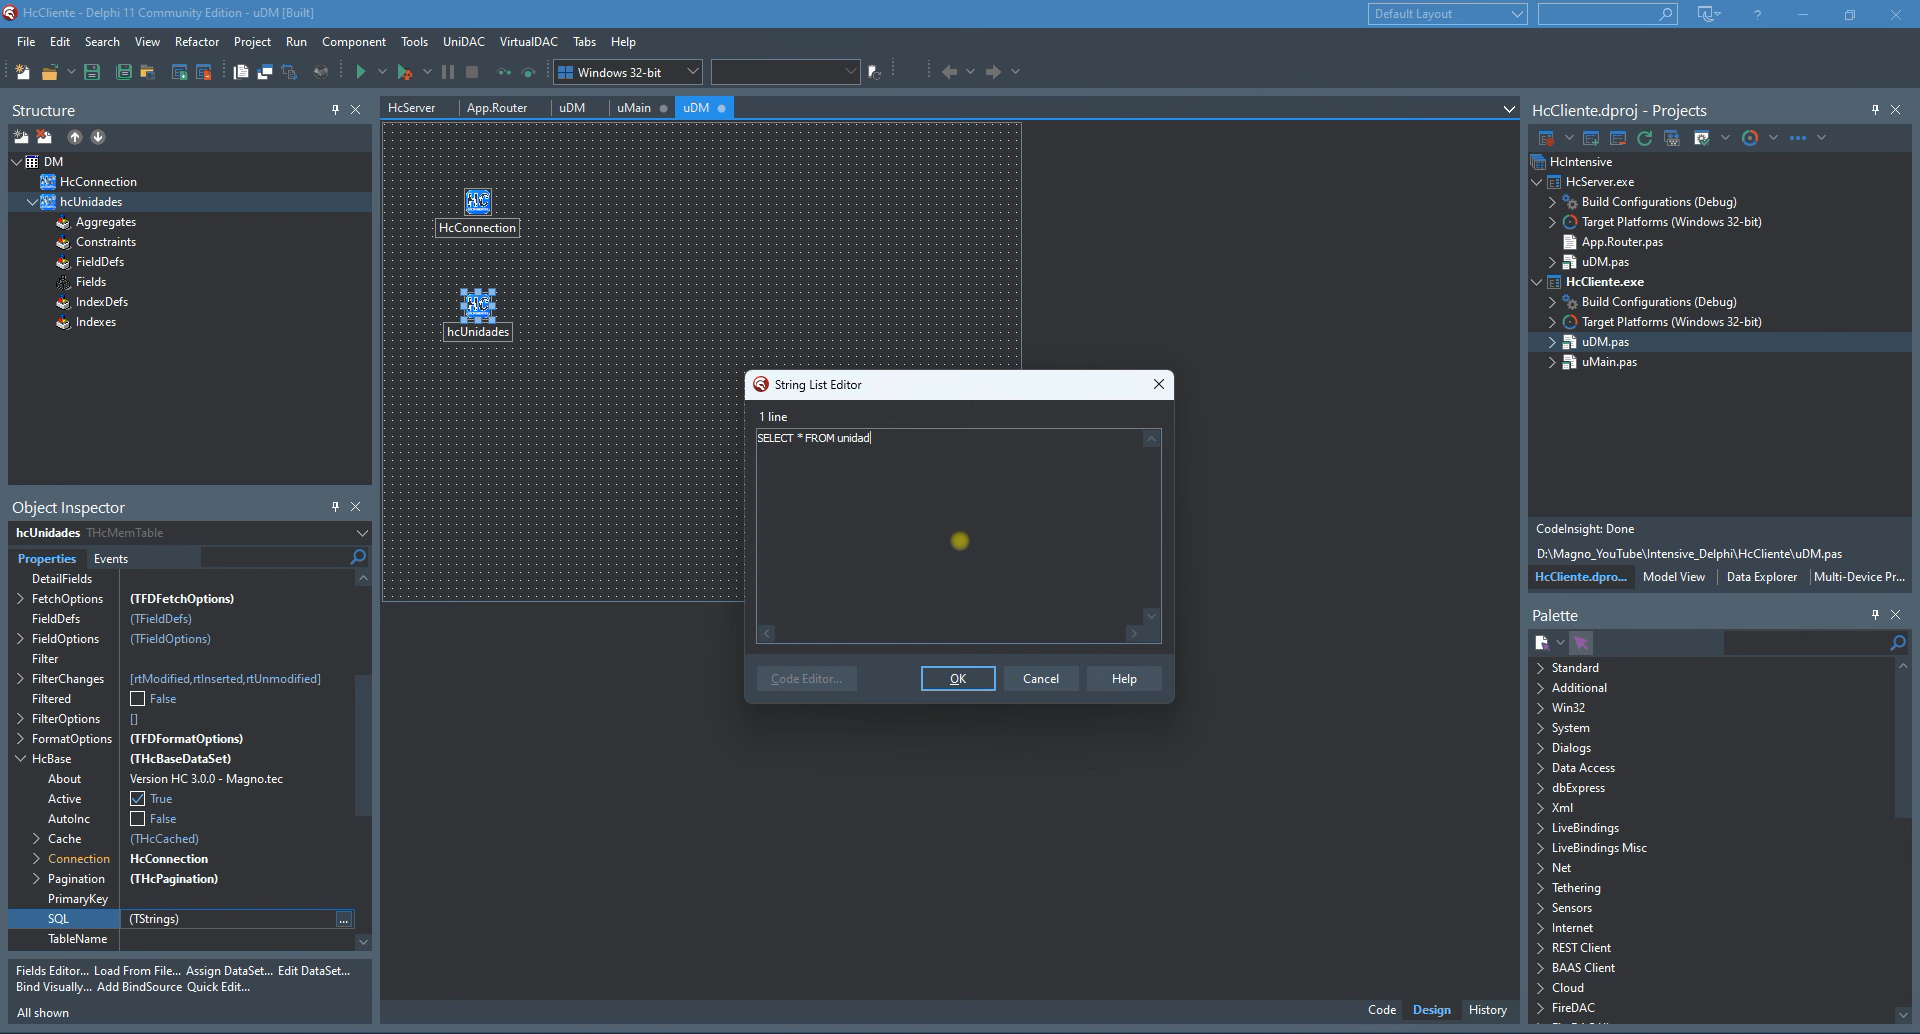 HcCliente - Delphi 11 Community Edition - uDM [Built]
Default Layout
?
File Edit Search View Refactor Project Run Component Tools UniDAC VirtualDAC Tabs Help
Windows 32-bit
Structure
DM
HcConnection
hcUnidades
Aggregates
Constraints
FieldDefs
Fields
IndexDefs
Indexes
Object Inspector
hcUnidades THcMemTable
Properties Events
DetailFields
FetchOptions (TFDFetchOptions)
FieldDefs (TFieldDefs)
FieldOptions (TFieldOptions)
Filter
FilterChanges [rtModified,rtInserted,rtUnmodified]
Filtered False
FilterOptions []
FormatOptions (TFDFormatOptions)
HcBase (THcBaseDataSet)
About Version HC 3.0.0 - Magno.tec
Active True
AutoInc False
Cache (THcCached)
Connection HcConnection
Pagination (THcPagination)
PrimaryKey
SQL (TStrings) ...
TableName
Fields Editor... Load From File... Assign DataSet... Edit DataSet...
Bind Visually... Add BindSource Quick Edit...
All shown
HcServer App.Router uDM uMain uDM
HC
HcConnection
HC
hcUnidades
String List Editor
1 line
SELECT * FROM unidad
Code Editor... OK Cancel Help
Code Design History
HcCliente.dproj - Projects
HcIntensive
HcServer.exe
Build Configurations (Debug)
Target Platforms (Windows 32-bit)
App.Router.pas
uDM.pas
HcCliente.exe
Build Configurations (Debug)
Target Platforms (Windows 32-bit)
uDM.pas
uMain.pas
CodeInsight: Done
D:\Magno_YouTube\Intensive_Delphi\HcCliente\uDM.pas
HcCliente.dpro... Model View Data Explorer Multi-Device Pr...
Palette
Standard
Additional
Win32
System
Dialogs
Data Access
dbExpress
Xml
LiveBindings
LiveBindings Misc
Net
Tethering
Sensors
Internet
REST Client
BAAS Client
Cloud
FireDAC